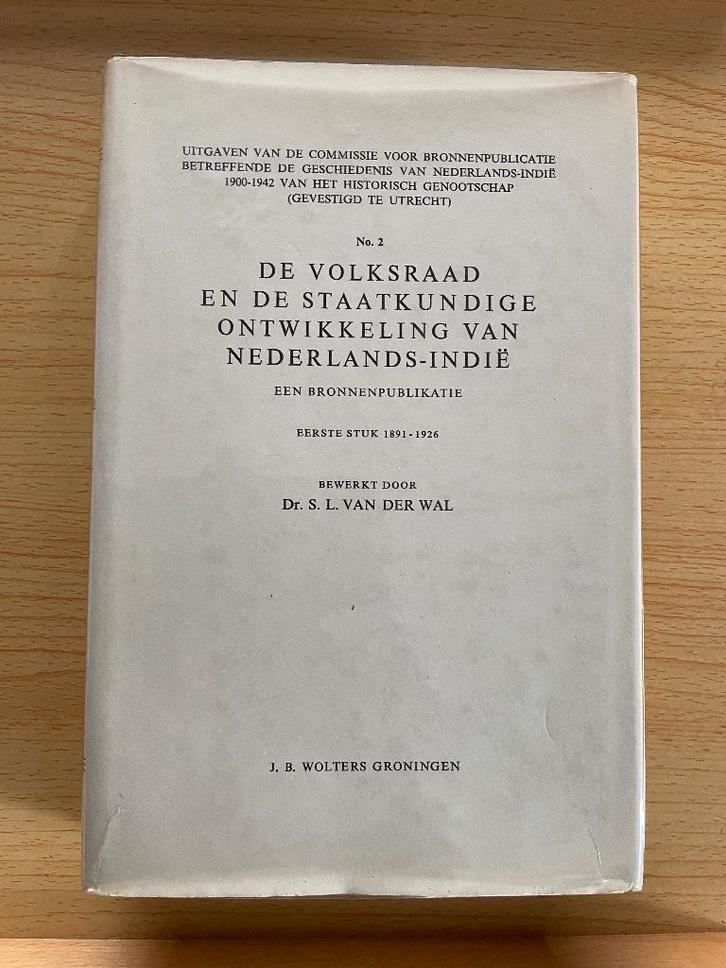 UITGAVEN VAN DE COMMISSIE VOOR BRONNENPUBLICATIE
BETREFFENDE DE GESCHIEDENIS VAN NEDERLANDS-INDIË
1900-1942 VAN HET HISTORISCH GENOOTSCHAP
(GEVESTIGD TE UTRECHT)
No. 2
DE VOLKSRAAD
EN DE STAATKUNDIGE
ONTWIKKELING VAN
NEDERLANDS-INDIË
EEN BRONNENPUBLIKATIE
EERSTE STUK 1891-1926
BEWERKT DOOR
Dr. S. L. VAN DER WAL
J. B. WOLTERS GRONINGEN